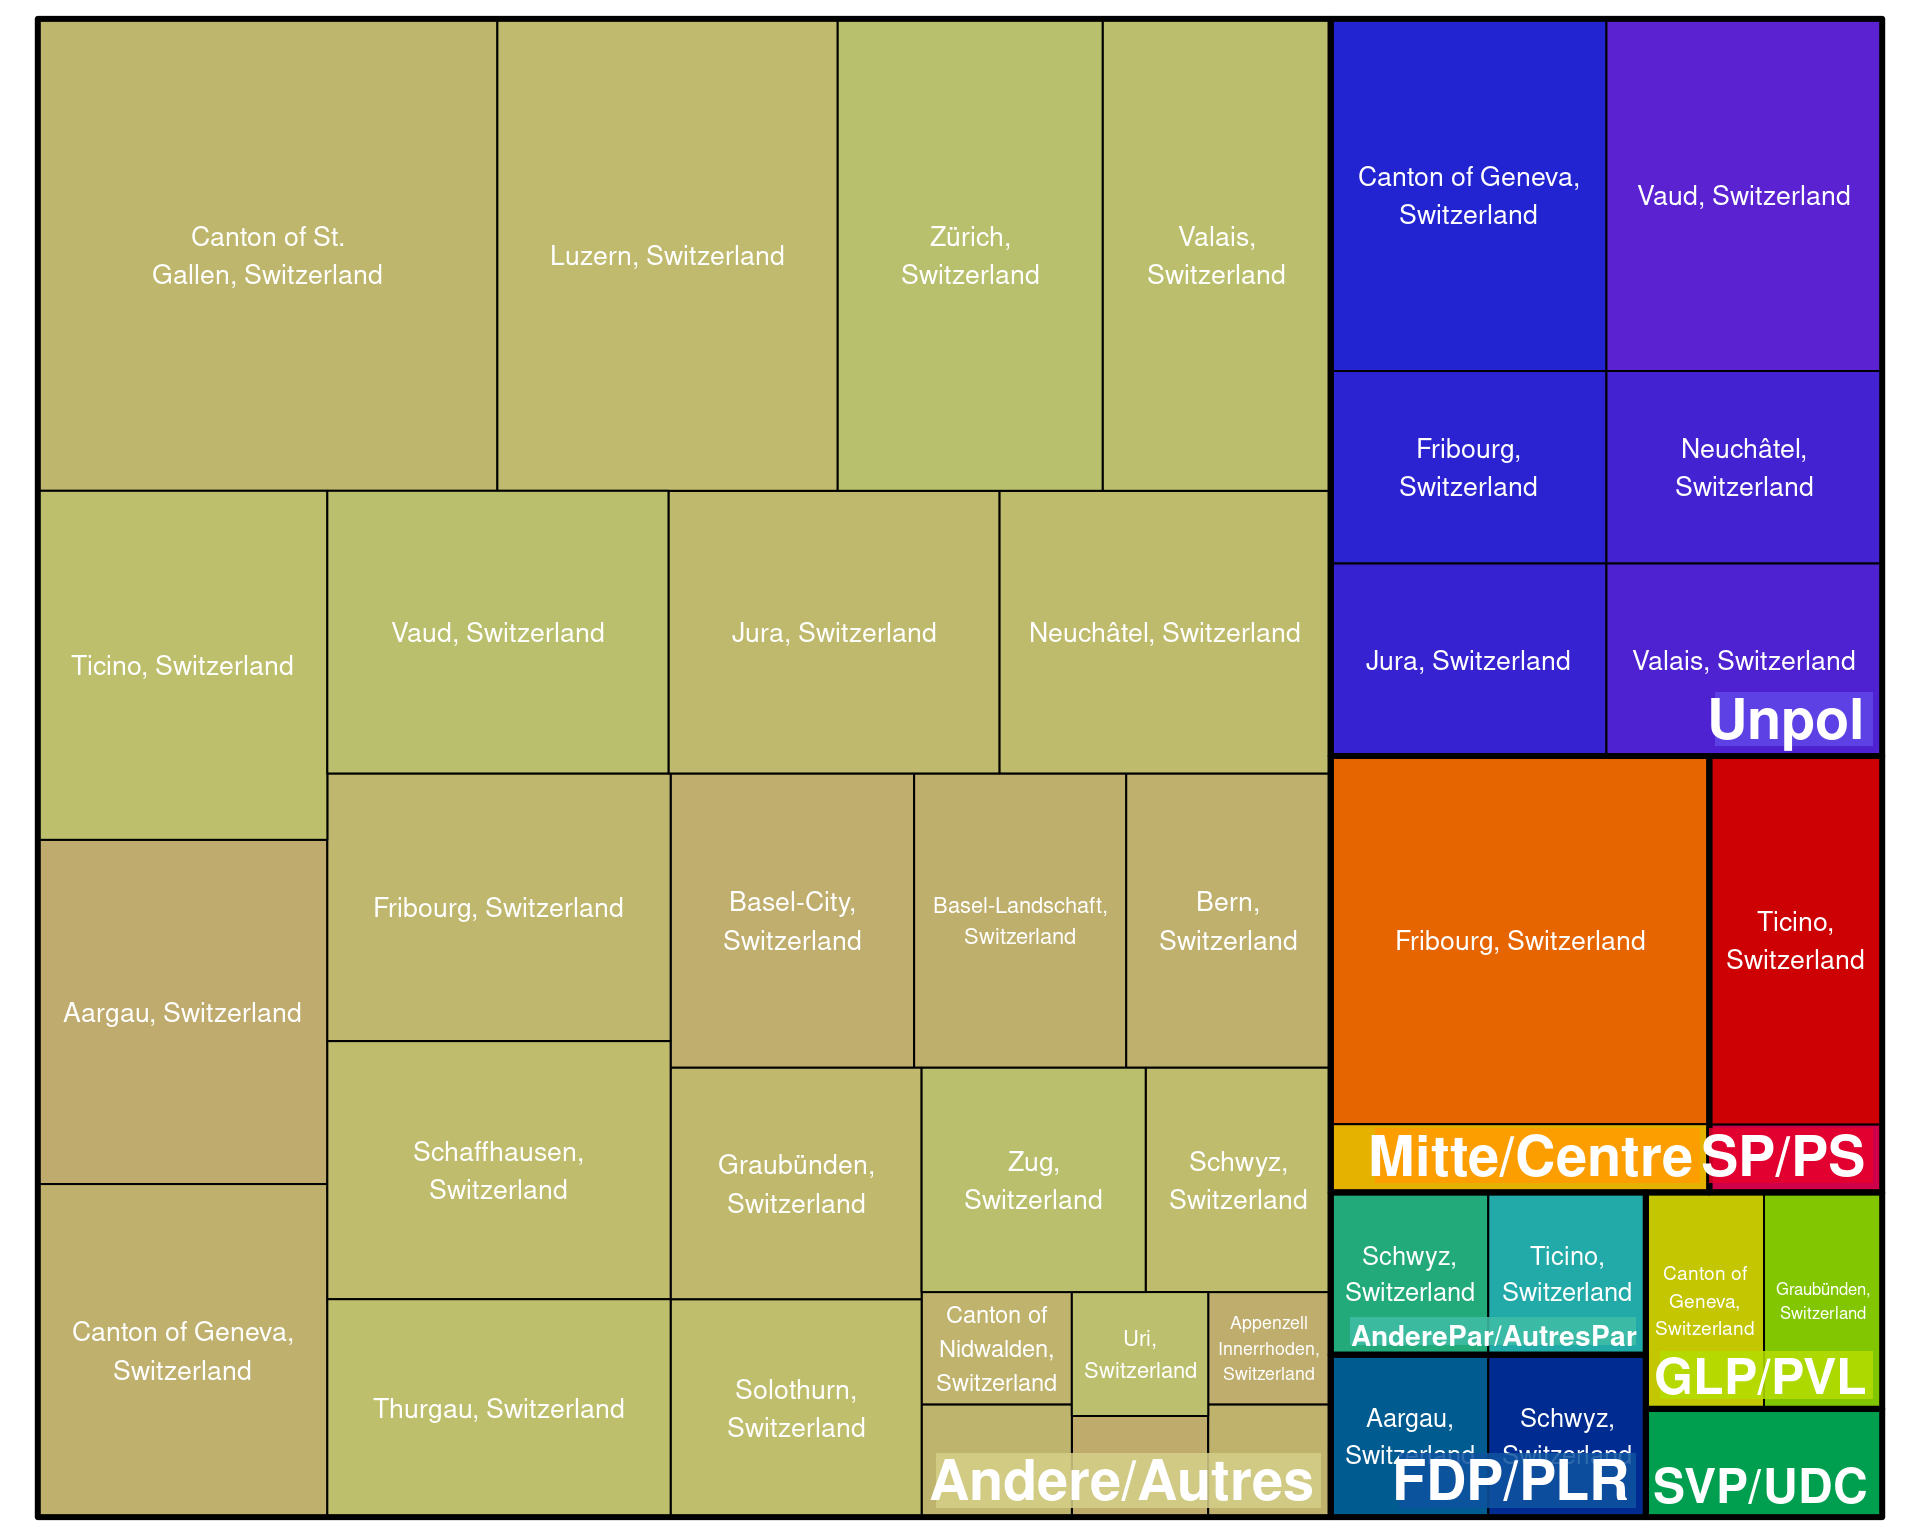 Canton of St.
Gallen, Switzerland
Luzern, Switzerland
Zürich,
Switzerland
Valais,
Switzerland
Canton of Geneva,
Switzerland
Vaud, Switzerland
Fribourg,
Switzerland
Neuchâtel,
Switzerland
Jura, Switzerland
Valais, Switzerland
Unpol
Ticino, Switzerland
Vaud, Switzerland
Jura, Switzerland
Neuchâtel, Switzerland
Aargau, Switzerland
Fribourg, Switzerland
Basel-City,
Switzerland
Basel-Landschaft,
Switzerland
Bern,
Switzerland
Fribourg, Switzerland
Ticino,
Switzerland
Mitte/Centre
SP/PS
Canton of Geneva,
Switzerland
Schaffhausen,
Switzerland
Graubünden,
Switzerland
Zug,
Switzerland
Schwyz,
Switzerland
Thurgau, Switzerland
Solothurn,
Switzerland
Canton of
Nidwalden,
Switzerland
Uri,
Switzerland
Appenzell
Innerrhoden,
Switzerland
Andere/Autres
Schwyz,
Switzerland
Ticino,
Switzerland
AnderePar/AutresPar
Canton of
Geneva,
Switzerland
Graubünden,
Switzerland
GLP/PVL
Aargau,
Switzerland
Schwyz,
Switzerland
FDP/PLR
SVP/UDC